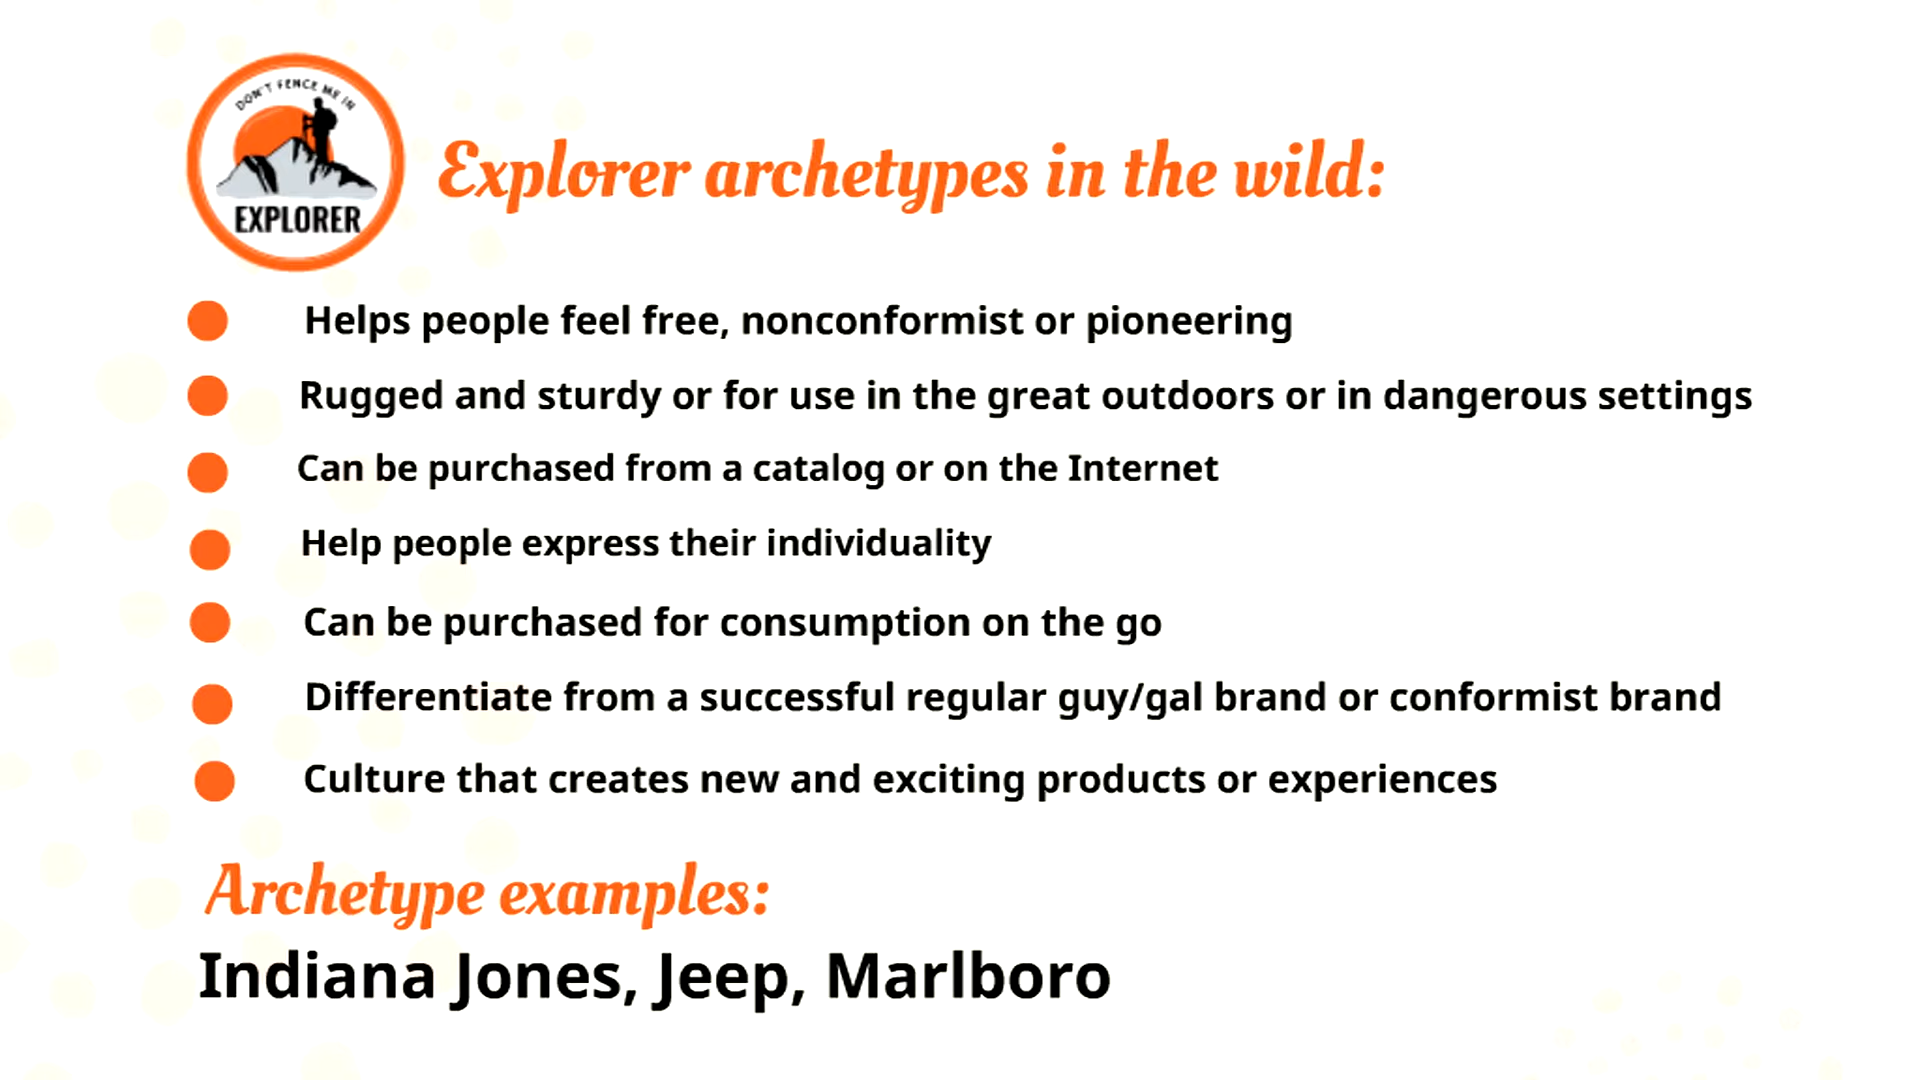 DON'T FENCE ME IN
EXPLORER
Explorer archetypes in the wild:
Helps people feel free, nonconformist or pioneering
Rugged and sturdy or for use in the great outdoors or in dangerous settings
Can be purchased from a catalog or on the Internet
Help people express their individuality
Can be purchased for consumption on the go
Differentiate from a successful regular guy/gal brand or conformist brand
Culture that creates new and exciting products or experiences
Archetype examples:
Indiana Jones, Jeep, Marlboro